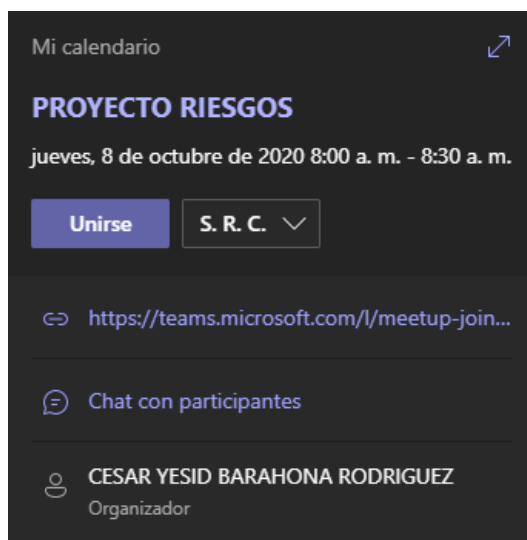 Mi calendario
PROYECTO RIESGOS
jueves, 8 de octubre de 2020 8:00 a. m. - 8:30 a. m.
Unirse
S. R. C.
https://teams.microsoft.com/l/meetup-join...
Chat con participantes
CESAR YESID BARAHONA RODRIGUEZ
Organizador